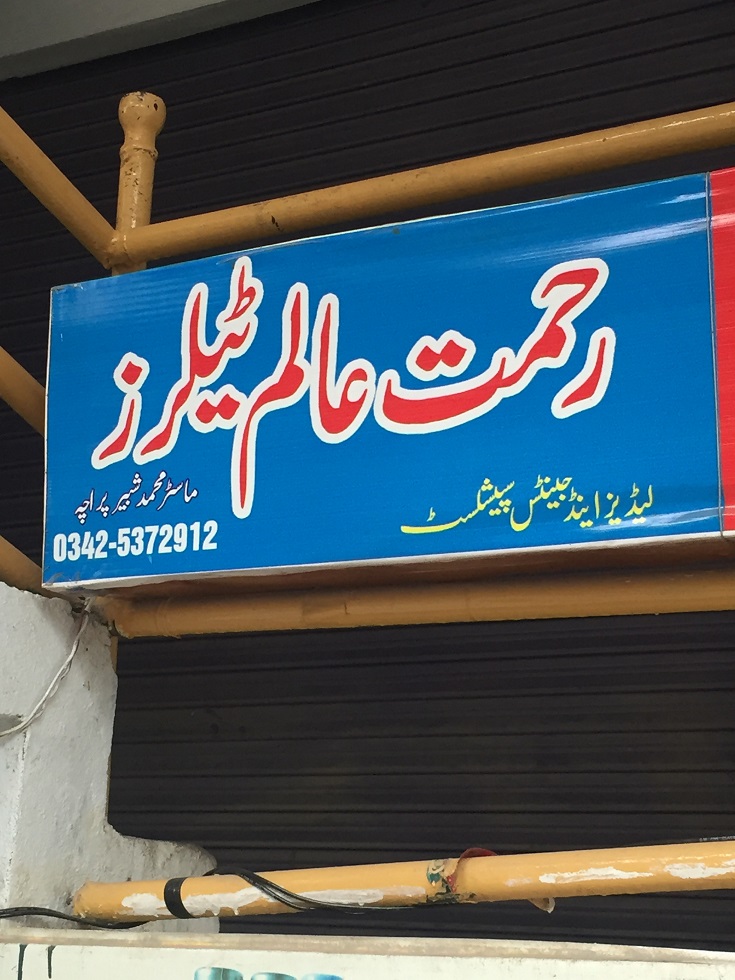 رحمت عالم ٹیلرز
لیڈیز اینڈ جینٹس سپیشلسٹ
ماسٹر محمد شبیر پراچہ
0342-5372912